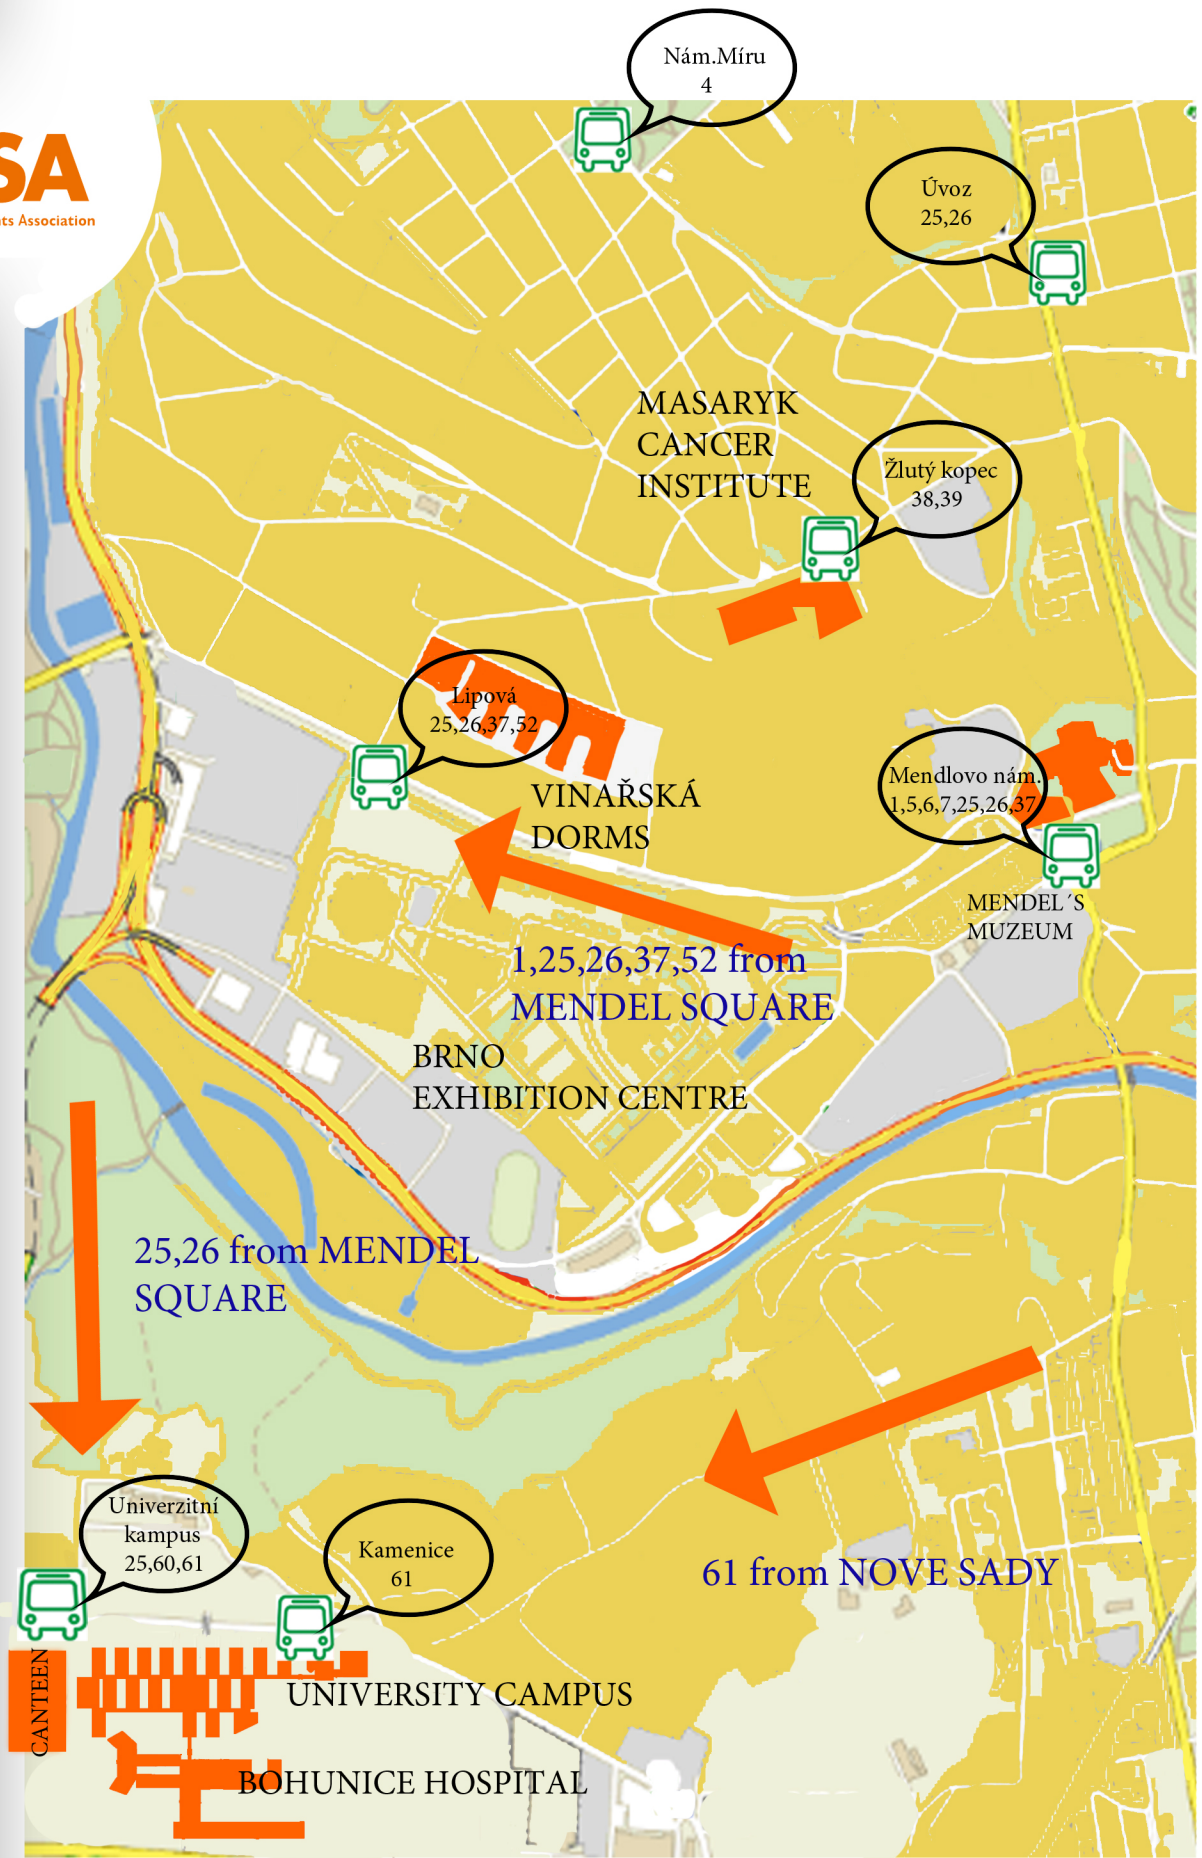 Nám.Míru
4
SA
Association
Úvoz
25,26
MASARYK
CANCER
INSTITUTE
Žlutý kopec
38,39
Lipová
25,26,37,52
VINAŘSKÁ
DORMS
Mendlovo nám.
1,5,6,7,25,26,37
MENDEL´S
MUZEUM
1,25,26,37,52 from
MENDEL SQUARE
BRNO
EXHIBITION CENTRE
25,26 from MENDEL
SQUARE
61 from NOVE SADY
Univerzitní
kampus
25,60,61
Kamenice
61
CANTEEN
UNIVERSITY CAMPUS
BOHUNICE HOSPITAL